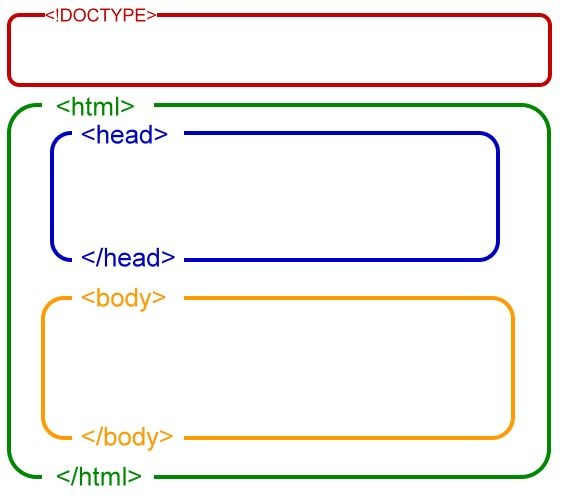 <!DOCTYPE>
<html>
<head>
</head>
<body>
</body>
</html>